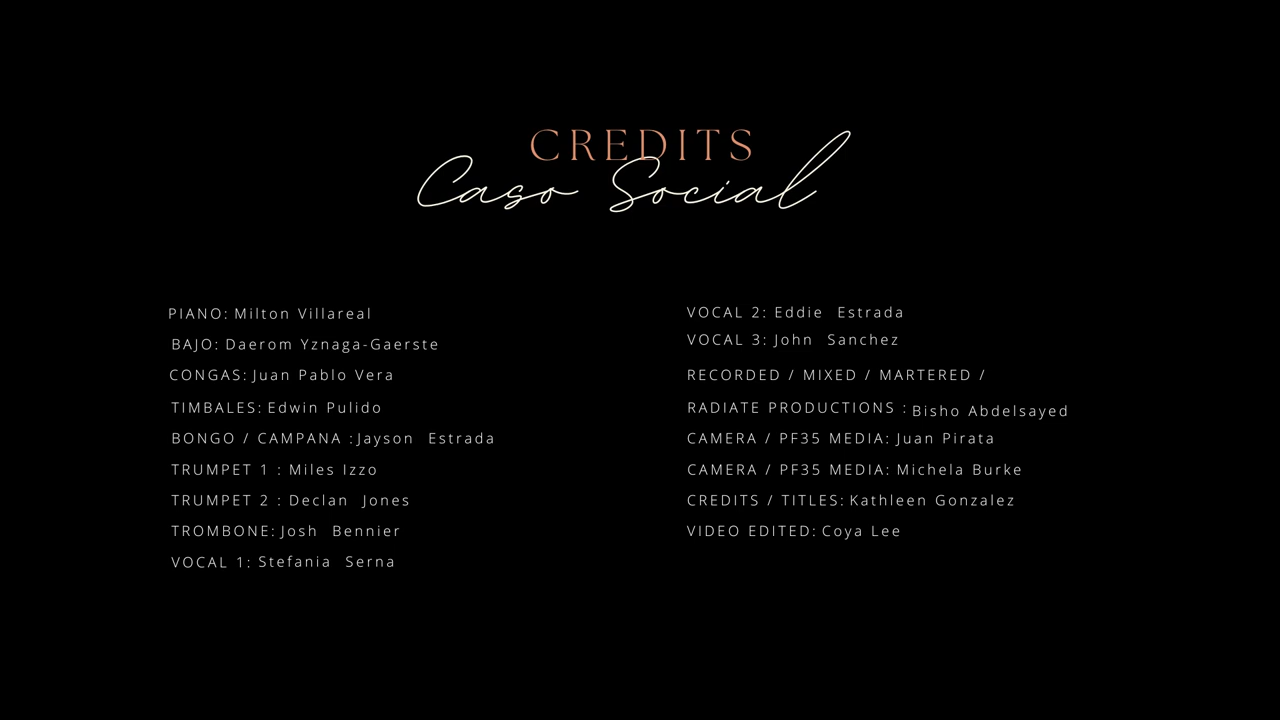 CREDITS
Caso Social
PIANO: Milton Villareal
BAJO: Daerom Yznaga-Gaerste
CONGAS: Juan Pablo Vera
TIMBALES: Edwin Pulido
BONGO / CAMPANA : Jayson Estrada
TRUMPET 1 : Miles Izzo
TRUMPET 2 : Declan Jones
TROMBONE: Josh Bennier
VOCAL 1: Stefania Serna
VOCAL 2: Eddie Estrada
VOCAL 3: John Sanchez
RECORDED / MIXED / MARTERED /
RADIATE PRODUCTIONS : Bisho Abdelsayed
CAMERA / PF35 MEDIA: Juan Pirata
CAMERA / PF35 MEDIA: Michela Burke
CREDITS / TITLES: Kathleen Gonzalez
VIDEO EDITED: Coya Lee